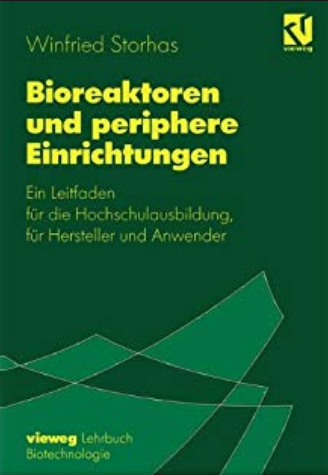 Winfried Storhas
vieweg
Bioreaktoren
und periphere
Einrichtungen
Ein Leitfaden
für die Hochschulausbildung,
für Hersteller und Anwender
vieweg Lehrbuch
Biotechnologie